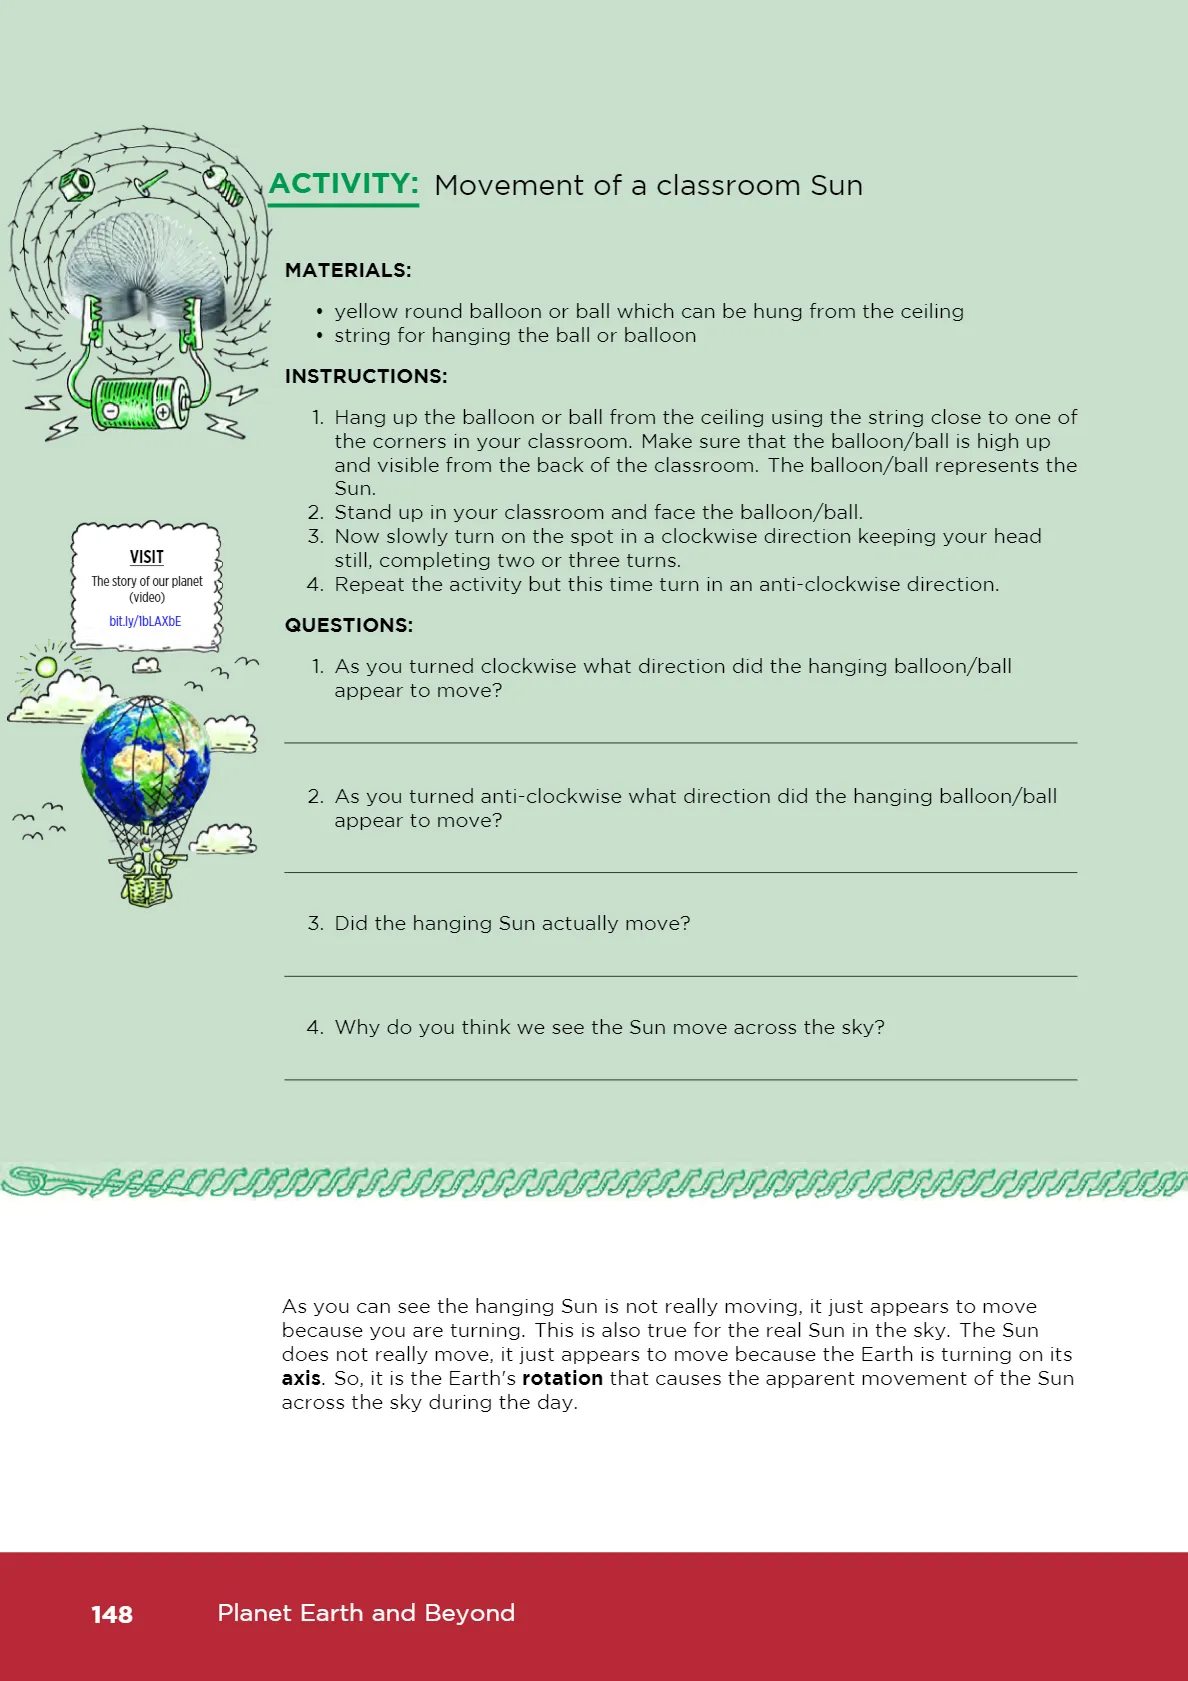 ACTIVITY: Movement of a classroom Sun
MATERIALS:
• yellow round balloon or ball which can be hung from the ceiling
• string for hanging the ball or balloon
INSTRUCTIONS:
1. Hang up the balloon or ball from the ceiling using the string close to one of
the corners in your classroom. Make sure that the balloon/ball is high up
and visible from the back of the classroom. The balloon/ball represents the
Sun.
2. Stand up in your classroom and face the balloon/ball.
3. Now slowly turn on the spot in a clockwise direction keeping your head
still, completing two or three turns.
4. Repeat the activity but this time turn in an anti-clockwise direction.
VISIT
The story of our planet
(video)
bit.ly/1bLAXbE
QUESTIONS:
1. As you turned clockwise what direction did the hanging balloon/ball
appear to move?
2. As you turned anti-clockwise what direction did the hanging balloon/ball
appear to move?
3. Did the hanging Sun actually move?
4. Why do you think we see the Sun move across the sky?
As you can see the hanging Sun is not really moving, it just appears to move
because you are turning. This is also true for the real Sun in the sky. The Sun
does not really move, it just appears to move because the Earth is turning on its
axis. So, it is the Earth's rotation that causes the apparent movement of the Sun
across the sky during the day.
148 Planet Earth and Beyond